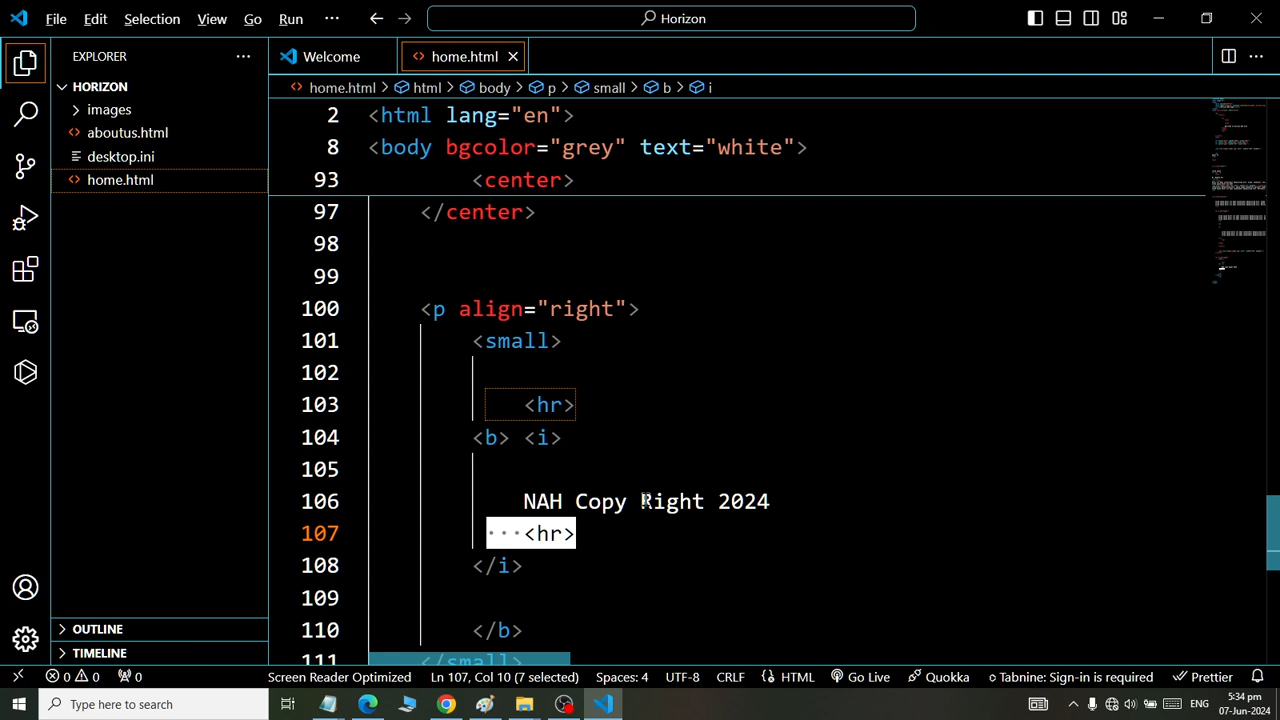 File Edit Selection View Go Run ··· Horizon
EXPLORER ···
HORIZON
images
aboutus.html
desktop.ini
home.html
OUTLINE
TIMELINE
Welcome
home.html
home.html > html > body > p > small > b > i
2 <html lang="en">
8 <body bgcolor="grey" text="white">
93 <center>
97 </center>
98
99
100 <p align="right">
101 <small>
102
103 <hr>
104 <b> <i>
105
106 NAH Copy Right 2024
107 ···<hr>
108 </i>
109
110 </b>
111 </small>
0 0 0 Screen Reader Optimized Ln 107, Col 10 (7 selected) Spaces: 4 UTF-8 CRLF HTML Go Live Quokka Tabnine: Sign-in is required Prettier
Type here to search
ENG
5:34 pm
07-Jun-2024